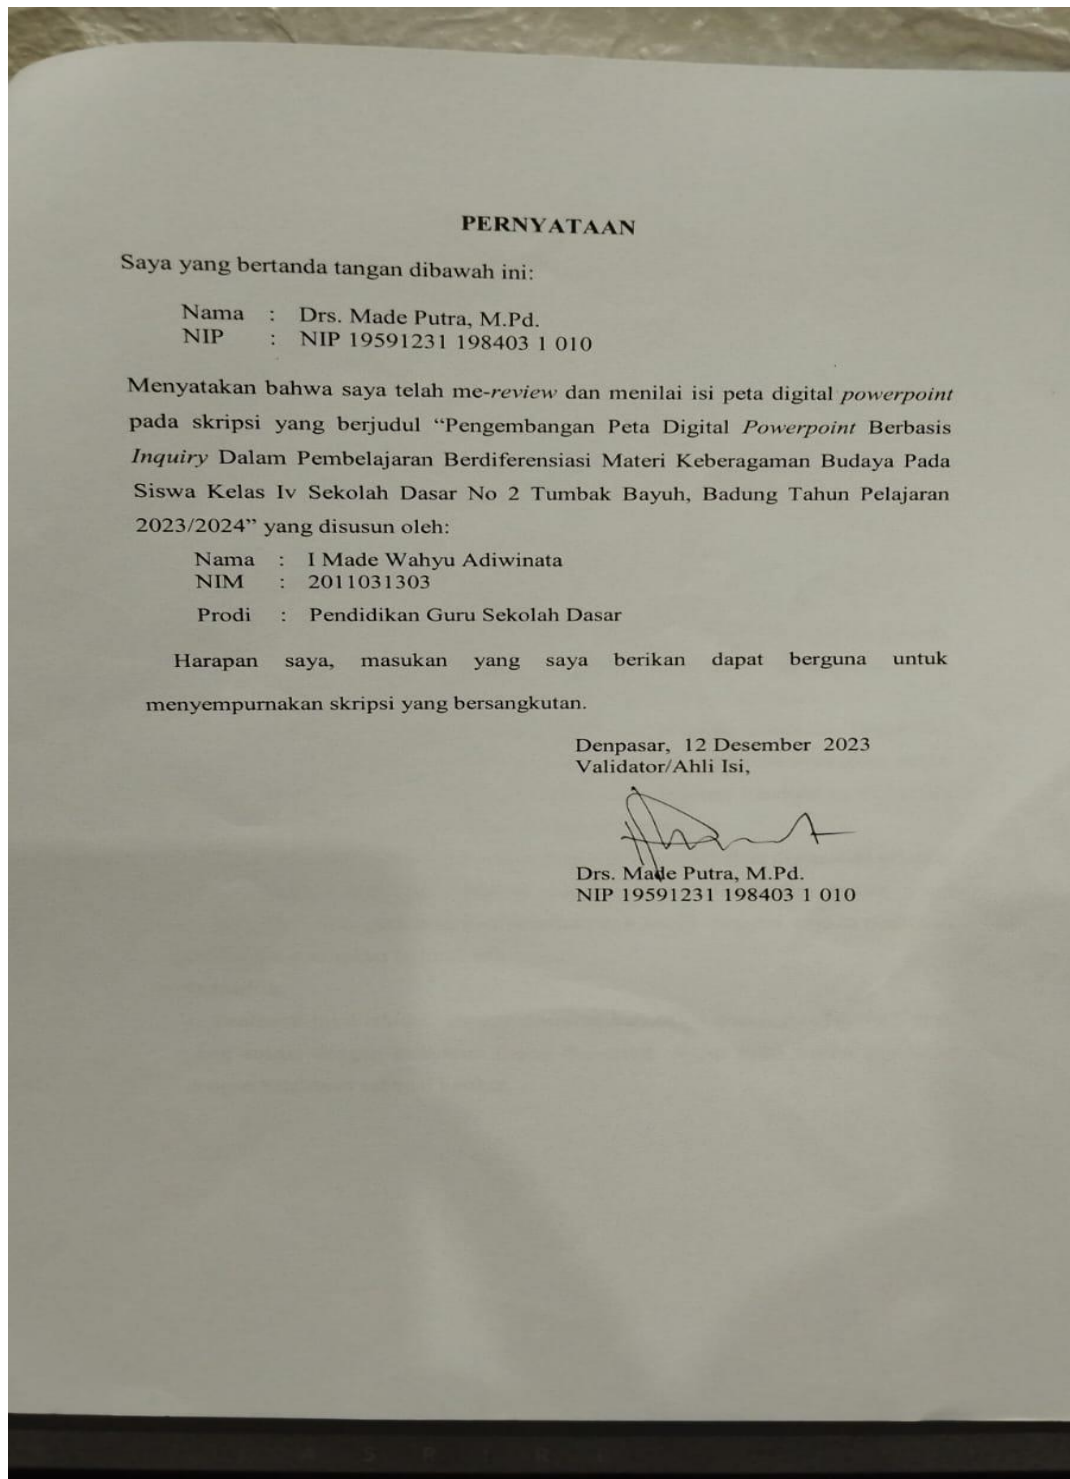 PERNYATAAN
Saya yang bertanda tangan dibawah ini:
Nama : Drs. Made Putra, M.Pd.
NIP : NIP 19591231 198403 1 010
Menyatakan bahwa saya telah me-review dan menilai isi peta digital powerpoint
pada skripsi yang berjudul “Pengembangan Peta Digital Powerpoint Berbasis
Inquiry Dalam Pembelajaran Berdiferensiasi Materi Keberagaman Budaya Pada
Siswa Kelas Iv Sekolah Dasar No 2 Tumbak Bayuh, Badung Tahun Pelajaran
2023/2024” yang disusun oleh:
Nama : I Made Wahyu Adiwinata
NIM : 2011031303
Prodi : Pendidikan Guru Sekolah Dasar
Harapan saya, masukan yang saya berikan dapat berguna untuk
menyempurnakan skripsi yang bersangkutan.
Denpasar, 12 Desember 2023
Validator/Ahli Isi,
Drs. Made Putra, M.Pd.
NIP 19591231 198403 1 010